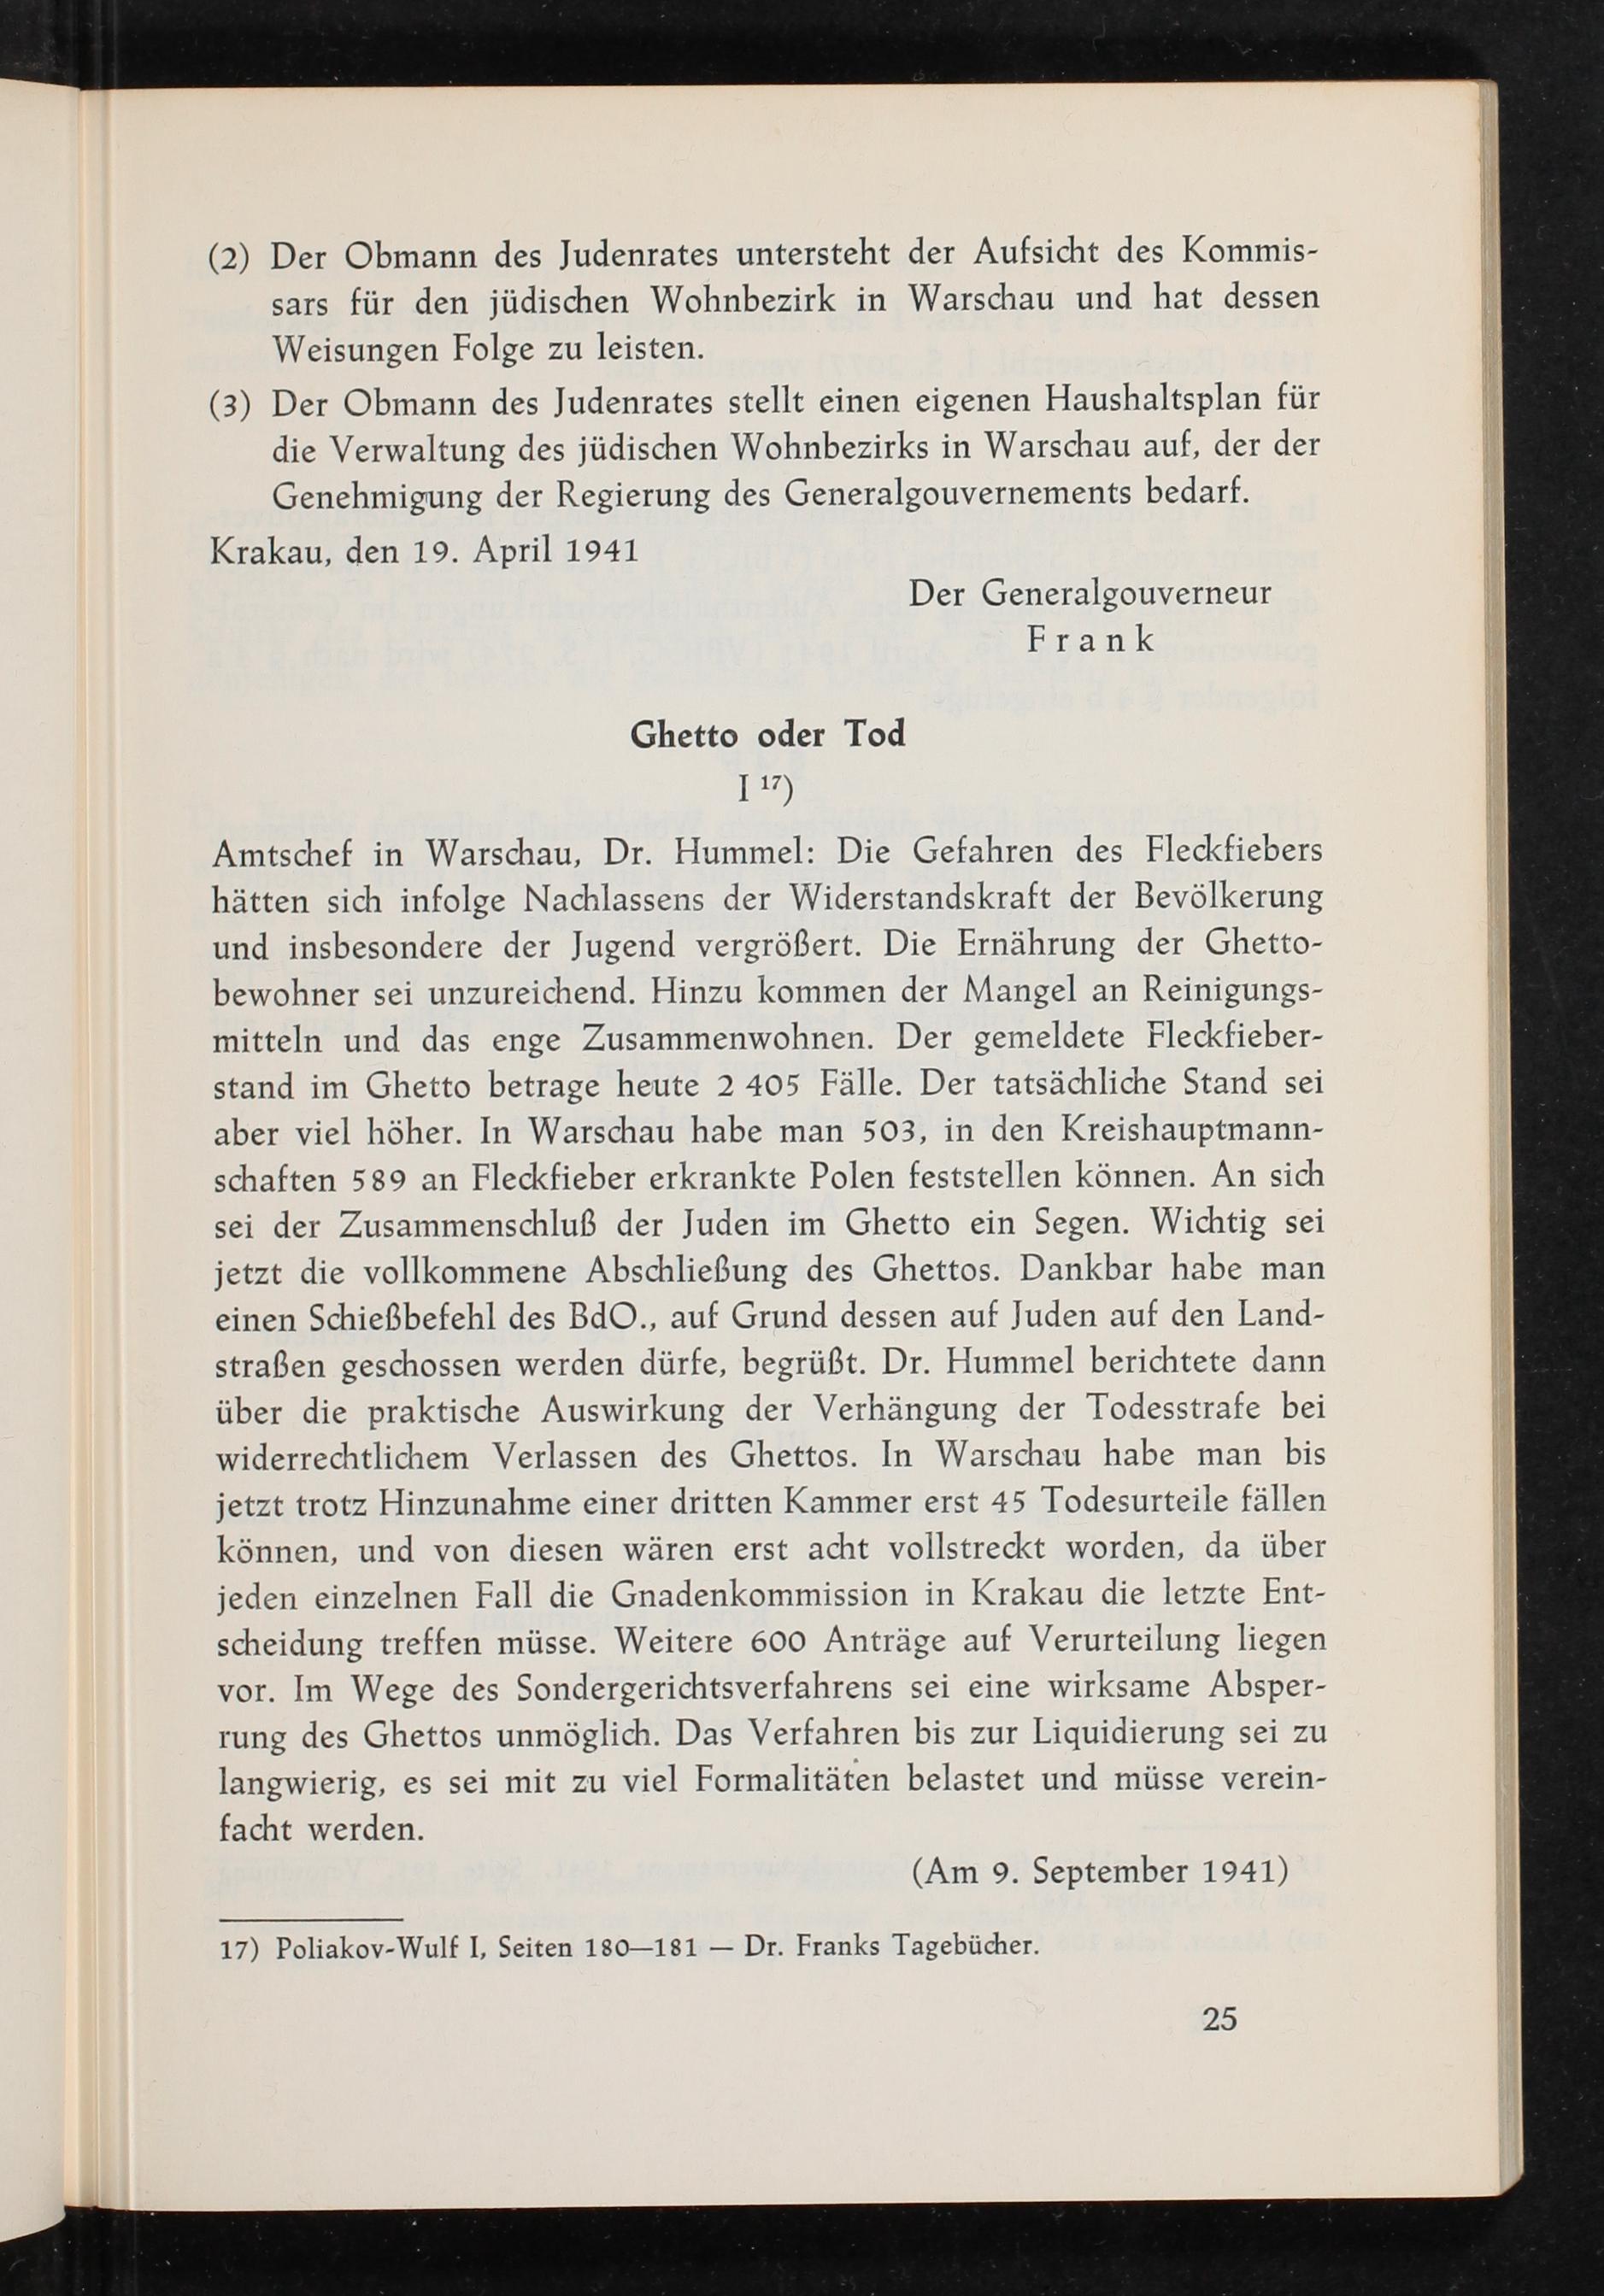 (2) Der Obmann des Judenrates untersteht der Aufsicht des Kommis-
sars für den jüdischen Wohnbezirk in Warschau und hat dessen
Weisungen Folge zu leisten.
(3) Der Obmann des Judenrates stellt einen eigenen Haushaltsplan für
die Verwaltung des jüdischen Wohnbezirks in Warschau auf, der der
Genehmigung der Regierung des Generalgouvernements bedarf.
Krakau, den 19. April 1941
Der Generalgouverneur
Frank
Ghetto oder Tod
I 17)
Amtschef in Warschau, Dr. Hummel: Die Gefahren des Fleckfiebers
hätten sich infolge Nachlassens der Widerstandskraft der Bevölkerung
und insbesondere der Jugend vergrößert. Die Ernährung der Ghetto-
bewohner sei unzureichend. Hinzu kommen der Mangel an Reinigungs-
mitteln und das enge Zusammenwohnen. Der gemeldete Fleckfieber-
stand im Ghetto betrage heute 2 405 Fälle. Der tatsächliche Stand sei
aber viel höher. In Warschau habe man 503, in den Kreishauptmann-
schaften 589 an Fleckfieber erkrankte Polen feststellen können. An sich
sei der Zusammenschluß der Juden im Ghetto ein Segen. Wichtig sei
jetzt die vollkommene Abschließung des Ghettos. Dankbar habe man
einen Schießbefehl des BdO., auf Grund dessen auf Juden auf den Land-
straßen geschossen werden dürfe, begrüßt. Dr. Hummel berichtete dann
über die praktische Auswirkung der Verhängung der Todesstrafe bei
widerrechtlichem Verlassen des Ghettos. In Warschau habe man bis
jetzt trotz Hinzunahme einer dritten Kammer erst 45 Todesurteile fällen
können, und von diesen wären erst acht vollstreckt worden, da über
jeden einzelnen Fall die Gnadenkommission in Krakau die letzte Ent-
scheidung treffen müsse. Weitere 600 Anträge auf Verurteilung liegen
vor. Im Wege des Sondergerichtsverfahrens sei eine wirksame Absper-
rung des Ghettos unmöglich. Das Verfahren bis zur Liquidierung sei zu
langwierig, es sei mit zu viel Formalitäten belastet und müsse verein-
facht werden.
(Am 9. September 1941)
17) Poliakov-Wulf I, Seiten 180—181 — Dr. Franks Tagebücher.
25